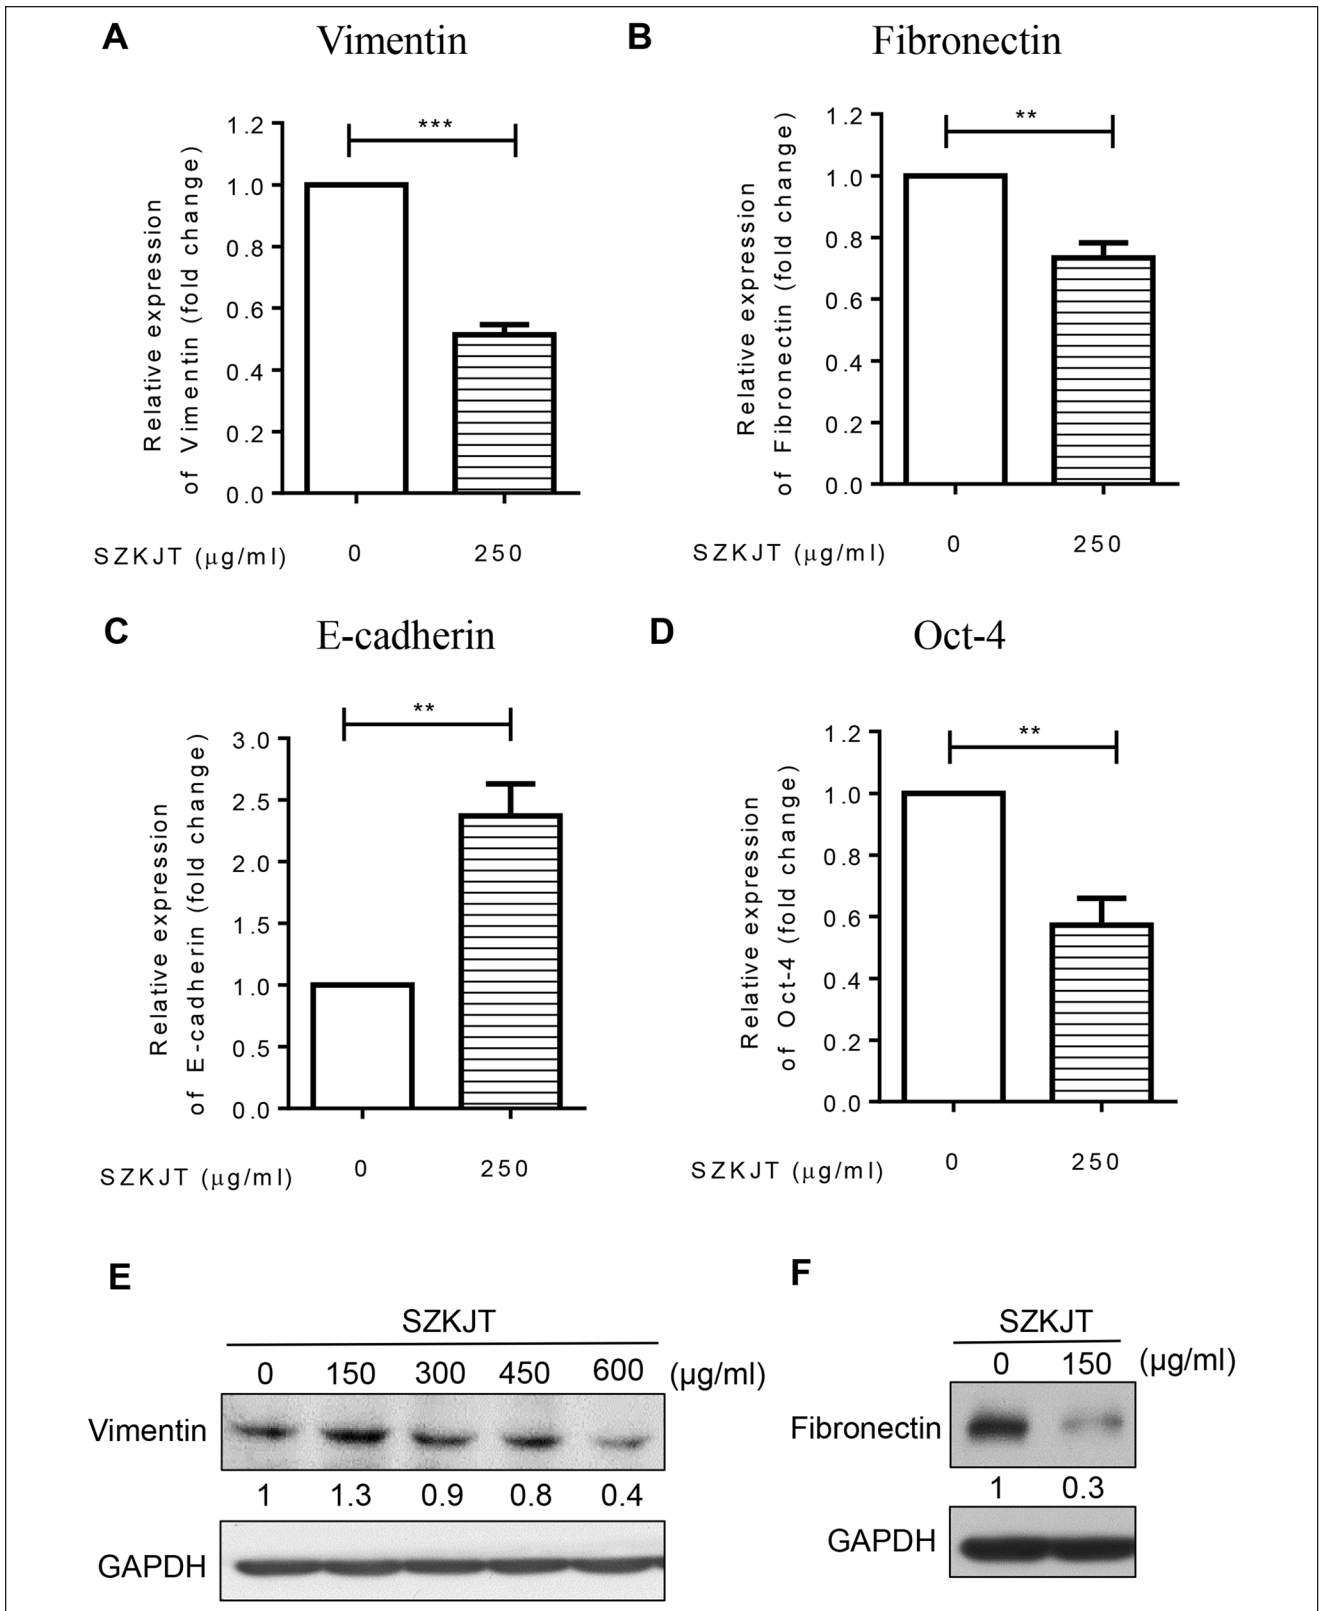 A
Vimentin
***
1.2
1.0
0.8
0.6
0.4
0.2
0.0
Relative expression
of Vimentin (fold change)
SZKJT (μg/ml)
0
250
B
Fibronectin
**
1.2
1.0
0.8
0.6
0.4
0.2
0.0
Relative expression
of Fibronectin (fold change)
SZKJT (μg/ml)
0
250
C
E-cadherin
**
3.0
2.5
2.0
1.5
1.0
0.5
0.0
Relative expression
of E-cadherin (fold change)
SZKJT (μg/ml)
0
250
D
Oct-4
**
1.2
1.0
0.8
0.6
0.4
0.2
0.0
Relative expression
of Oct-4 (fold change)
SZKJT (μg/ml)
0
250
E
SZKJT
0 150 300 450 600 (μg/ml)
Vimentin
1 1.3 0.9 0.8 0.4
GAPDH
F
SZKJT
0 150 (μg/ml)
Fibronectin
1 0.3
GAPDH